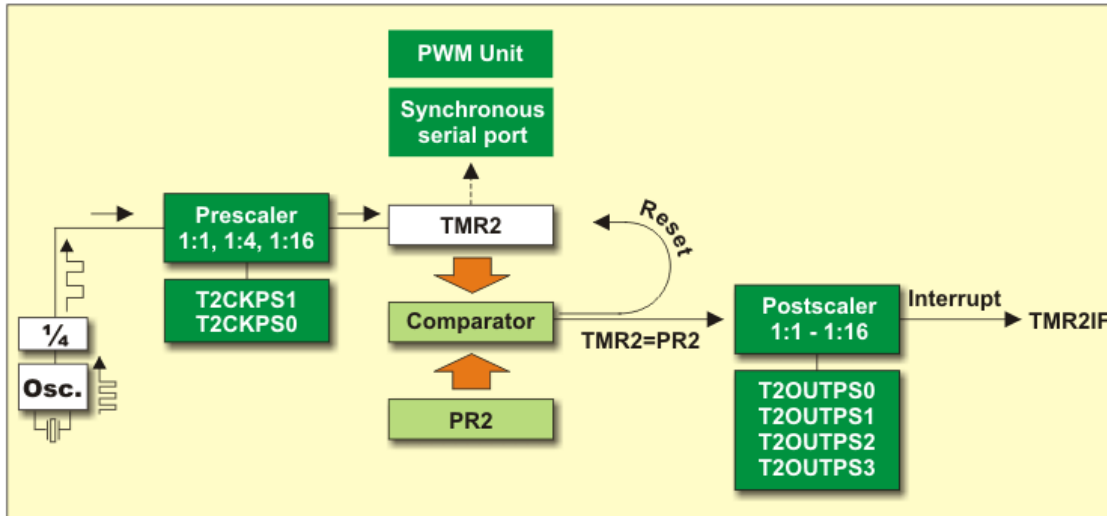 PWM Unit
Synchronous
serial port
Prescaler
1:1, 1:4, 1:16
TMR2
Reset
T2CKPS1
T2CKPS0
Comparator
TMR2=PR2
Postscaler
1:1 - 1:16
Interrupt
TMR2IF
¼
Osc.
PR2
T2OUTPS0
T2OUTPS1
T2OUTPS2
T2OUTPS3